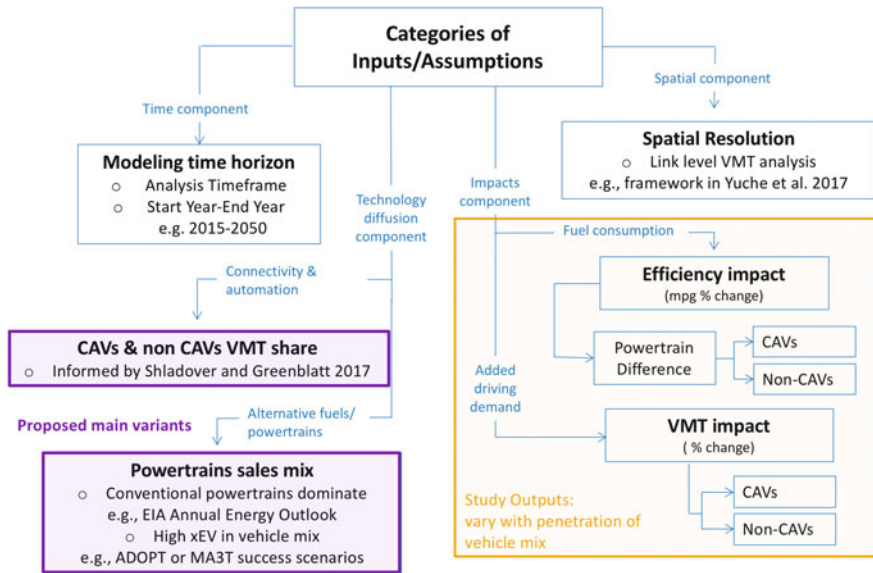 Categories of
Inputs/Assumptions
Time component
Modeling time horizon
o Analysis Timeframe
o Start Year-End Year
e.g. 2015-2050
Technology
diffusion
component
Impacts
component
Spatial component
Spatial Resolution
o Link level VMT analysis
e.g., framework in Yuche et al. 2017
Connectivity &
automation
CAVs & non CAVs VMT share
o Informed by Shladover and Greenblatt 2017
Proposed main variants
Alternative fuels/
powertrains
Powertrains sales mix
o Conventional powertrains dominate
e.g., EIA Annual Energy Outlook
o High xEV in vehicle mix
e.g., ADOPT or MA3T success scenarios
Fuel consumption
Efficiency impact
(mpg % change)
Powertrain
Difference
CAVs
Non-CAVs
Added
driving
demand
VMT impact
( % change)
CAVs
Non-CAVs
Study Outputs:
vary with penetration of
vehicle mix